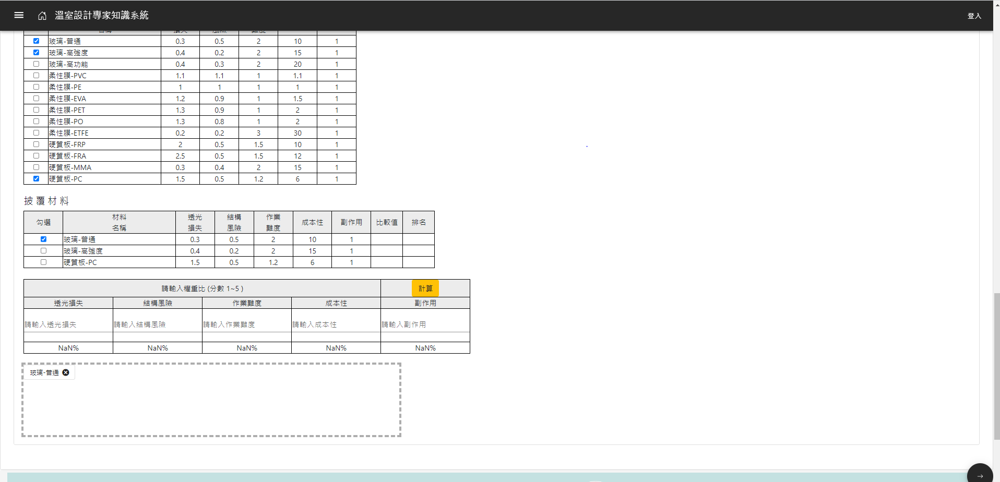 溫室設計專家知識系統
登入
玻璃-普通 0.3 0.5 2 10 1
玻璃-高強度 0.4 0.2 2 15 1
玻璃-高功能 0.4 0.3 2 20 1
柔性膜-PVC 1.1 1.1 1 1.1 1
柔性膜-PE 1 1 1 1 1
柔性膜-EVA 1.2 0.9 1 1.5 1
柔性膜-PET 1.3 0.9 1 2 1
柔性膜-PO 1.3 0.8 1 2 1
柔性膜-ETFE 0.2 0.2 3 30 1
硬質板-FRP 2 0.5 1.5 10 1
硬質板-FRA 2.5 0.5 1.5 12 1
硬質板-MMA 0.3 0.4 2 15 1
硬質板-PC 1.5 0.5 1.2 6 1
披覆材料
勾選 材料名稱 透光損失 結構風險 作業難度 成本性 副作用 比較值 排名
玻璃-普通 0.3 0.5 2 10 1
玻璃-高強度 0.4 0.2 2 15 1
硬質板-PC 1.5 0.5 1.2 6 1
請輸入權重比 (分數 1~5 ) 計算
透光損失 結構風險 作業難度 成本性 副作用
請輸入透光損失 請輸入結構風險 請輸入作業難度 請輸入成本性 請輸入副作用
NaN% NaN% NaN% NaN% NaN%
玻璃-普通